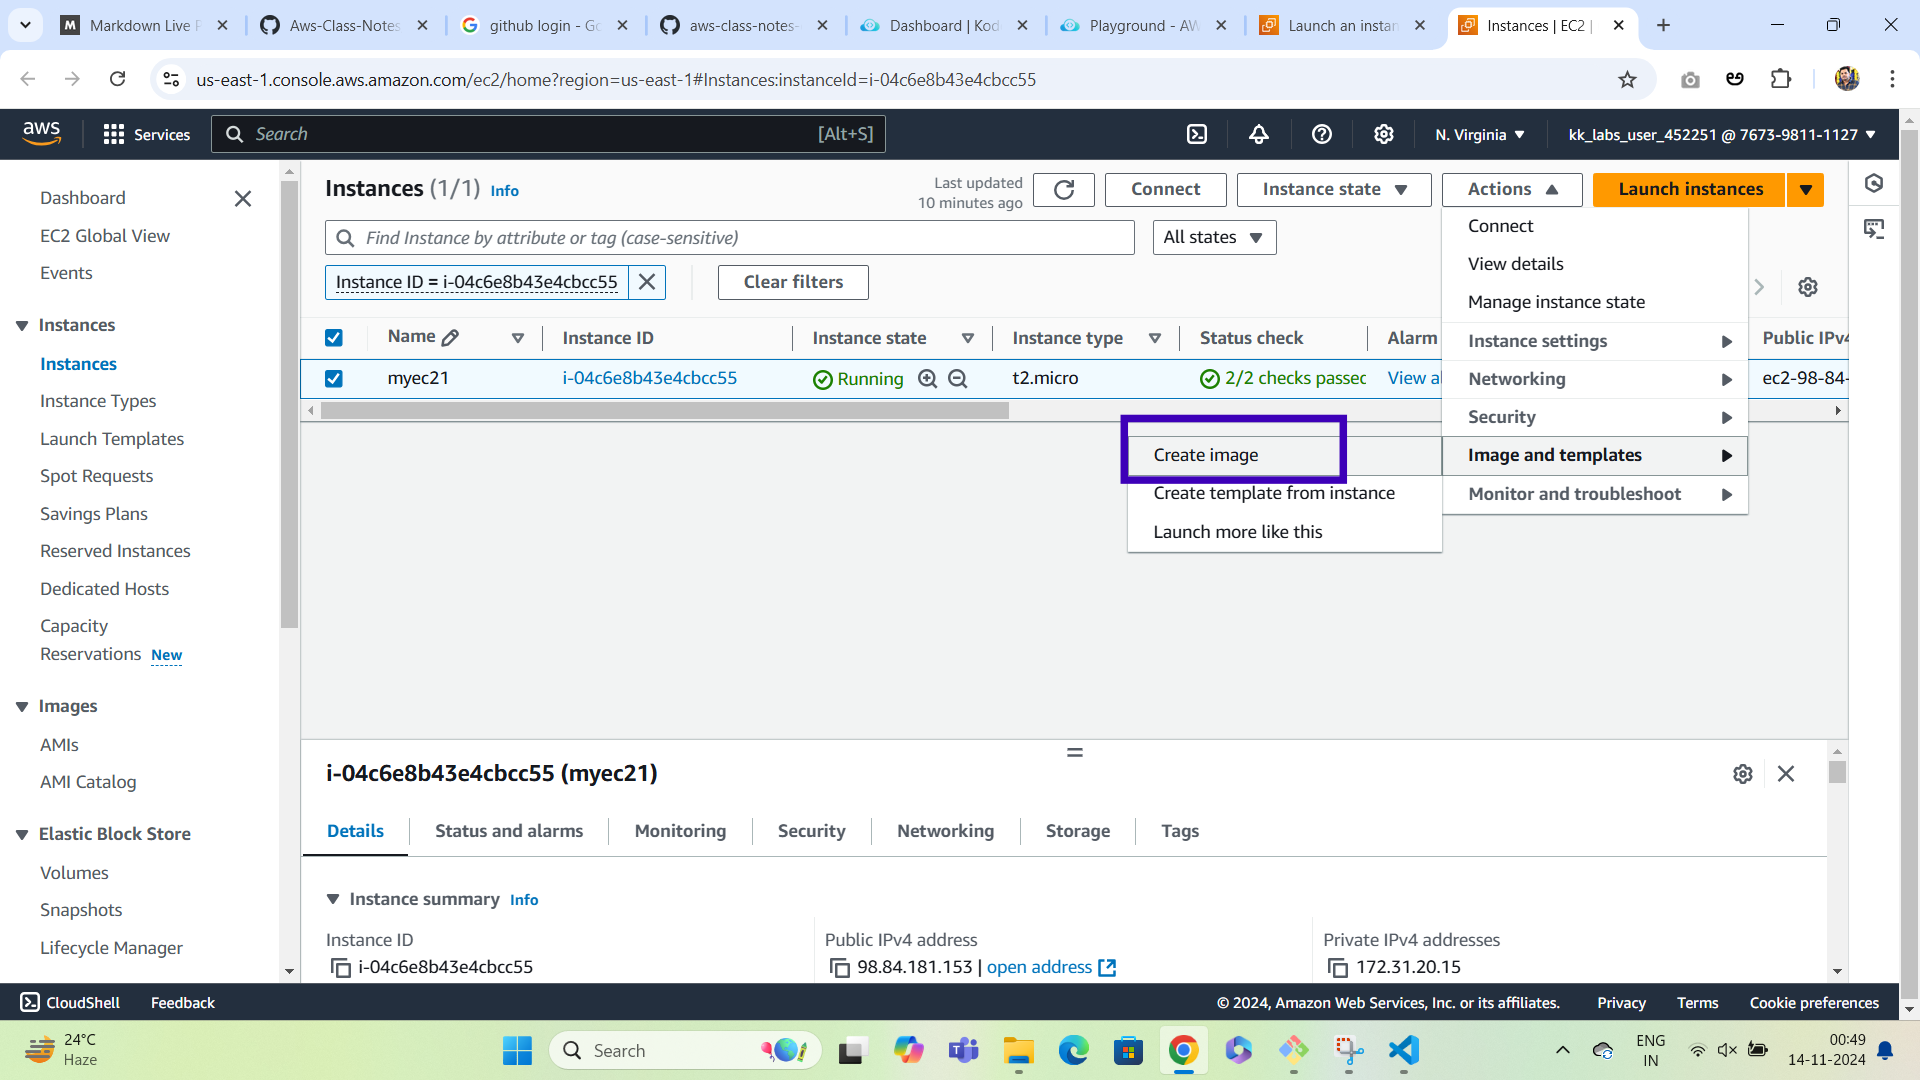 Markdown Live P
Aws-Class-Notes
github login - Go
aws-class-notes-
Dashboard | Kod
Playground - AW
Launch an instan
Instances | EC2 |
us-east-1.console.aws.amazon.com/ec2/home?region=us-east-1#Instances:instanceId=i-04c6e8b43e4cbcc55
aws
Services
Search
[Alt+S]
N. Virginia
kk_labs_user_452251 @ 7673-9811-1127
Dashboard
EC2 Global View
Events
Instances
Instances
Instance Types
Launch Templates
Spot Requests
Savings Plans
Reserved Instances
Dedicated Hosts
Capacity
Reservations New
Images
AMIs
AMI Catalog
Elastic Block Store
Volumes
Snapshots
Lifecycle Manager
Instances (1/1) Info
Last updated
10 minutes ago
Connect
Instance state
Actions
Launch instances
Find Instance by attribute or tag (case-sensitive)
All states
Instance ID = i-04c6e8b43e4cbcc55
Clear filters
Name
Instance ID
Instance state
Instance type
Status check
Alarm
Public IPv4
myec21
i-04c6e8b43e4cbcc55
Running
t2.micro
2/2 checks passed
View al
ec2-98-84-
Connect
View details
Manage instance state
Instance settings
Networking
Security
Image and templates
Monitor and troubleshoot
Create image
Create template from instance
Launch more like this
i-04c6e8b43e4cbcc55 (myec21)
Details
Status and alarms
Monitoring
Security
Networking
Storage
Tags
Instance summary Info
Instance ID
i-04c6e8b43e4cbcc55
Public IPv4 address
98.84.181.153 | open address
Private IPv4 addresses
172.31.20.15
CloudShell
Feedback
© 2024, Amazon Web Services, Inc. or its affiliates.
Privacy
Terms
Cookie preferences
24°C
Haze
Search
ENG
IN
00:49
14-11-2024